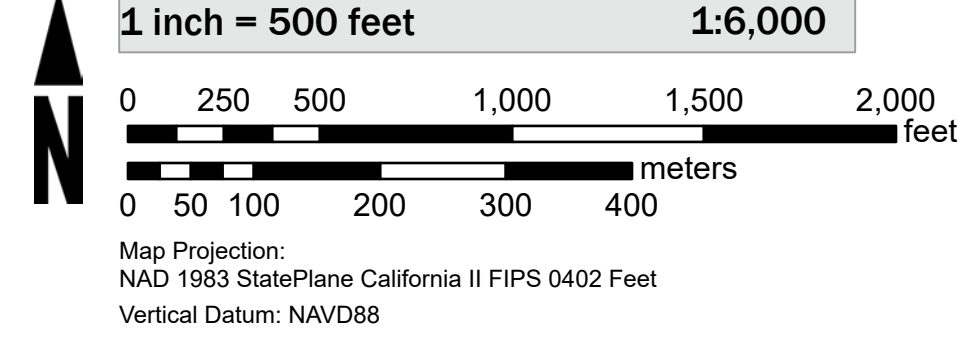 1 inch = 500 feet 1:6,000
0 250 500 1,000 1,500 2,000
feet
meters
0 50 100 200 300 400
N
Map Projection:
NAD 1983 StatePlane California II FIPS 0402 Feet
Vertical Datum: NAVD88